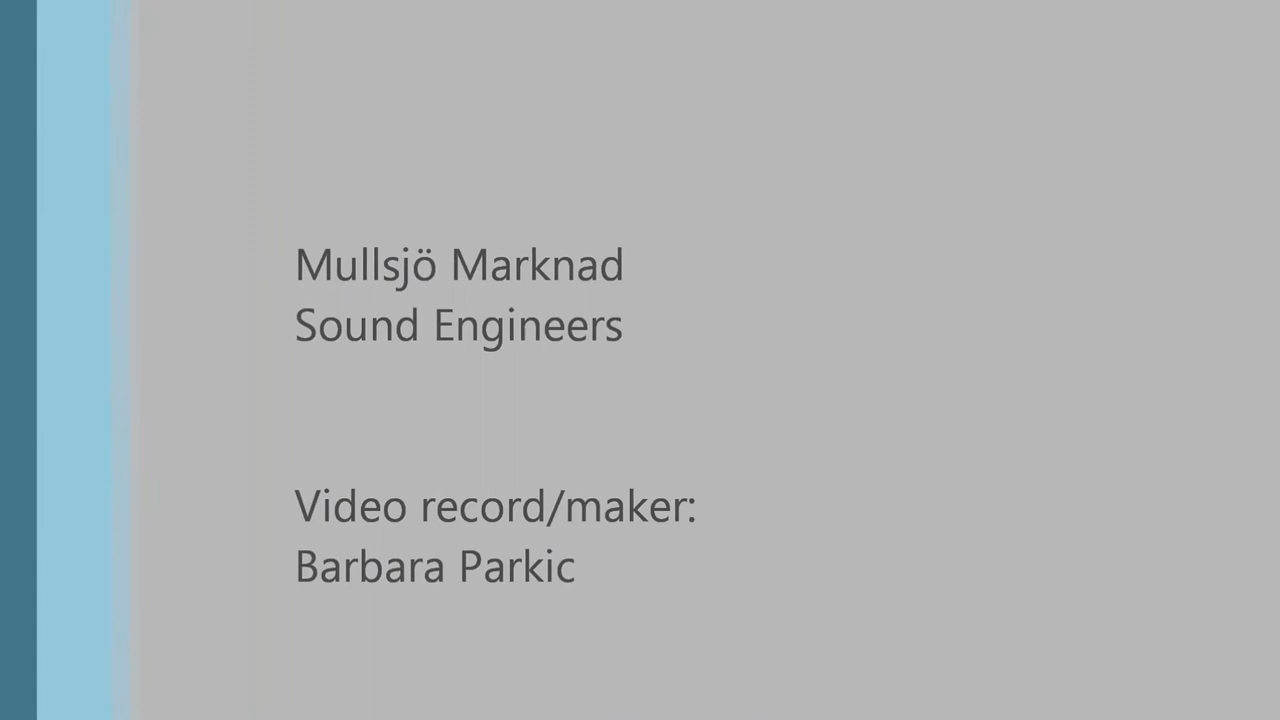 Mullsjö Marknad
Sound Engineers
Video record/maker:
Barbara Parkic